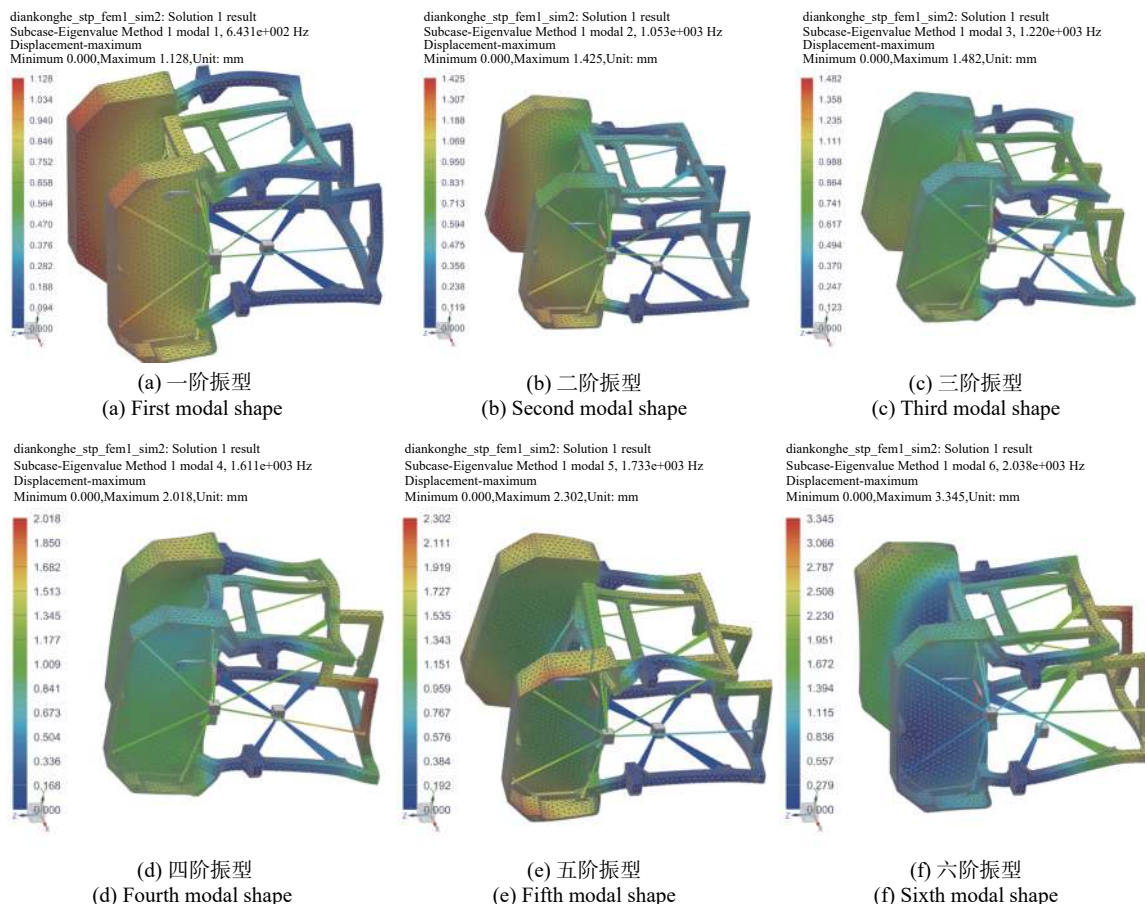 diankonghe_stp_fem1_sim2: Solution 1 result
Subcase-Eigenvalue Method 1 modal 1, 6.431e+002 Hz
Displacement-maximum
Minimum 0.000,Maximum 1.128,Unit: mm
1.128
1.034
0.940
0.846
0.752
0.658
0.564
0.470
0.376
0.282
0.188
0.094
0.000
Z
X
(a) 一阶振型
(a) First modal shape
diankonghe_stp_fem1_sim2: Solution 1 result
Subcase-Eigenvalue Method 1 modal 2, 1.053e+003 Hz
Displacement-maximum
Minimum 0.000,Maximum 1.425,Unit: mm
1.425
1.307
1.188
1.069
0.950
0.831
0.713
0.594
0.475
0.356
0.238
0.119
0.000
Z
X
(b) 二阶振型
(b) Second modal shape
diankonghe_stp_fem1_sim2: Solution 1 result
Subcase-Eigenvalue Method 1 modal 3, 1.220e+003 Hz
Displacement-maximum
Minimum 0.000,Maximum 1.482,Unit: mm
1.482
1.358
1.235
1.111
0.988
0.864
0.741
0.617
0.494
0.370
0.247
0.123
0.000
Z
X
(c) 三阶振型
(c) Third modal shape
diankonghe_stp_fem1_sim2: Solution 1 result
Subcase-Eigenvalue Method 1 modal 4, 1.611e+003 Hz
Displacement-maximum
Minimum 0.000,Maximum 2.018,Unit: mm
2.018
1.850
1.682
1.513
1.345
1.177
1.009
0.841
0.673
0.504
0.336
0.168
0.000
Z
X
(d) 四阶振型
(d) Fourth modal shape
diankonghe_stp_fem1_sim2: Solution 1 result
Subcase-Eigenvalue Method 1 modal 5, 1.733e+003 Hz
Displacement-maximum
Minimum 0.000,Maximum 2.302,Unit: mm
2.302
2.111
1.919
1.727
1.535
1.343
1.151
0.959
0.767
0.576
0.384
0.192
0.000
Z
X
(e) 五阶振型
(e) Fifth modal shape
diankonghe_stp_fem1_sim2: Solution 1 result
Subcase-Eigenvalue Method 1 modal 6, 2.038e+003 Hz
Displacement-maximum
Minimum 0.000,Maximum 3.345,Unit: mm
3.345
3.066
2.787
2.508
2.230
1.951
1.672
1.394
1.115
0.836
0.557
0.279
0.000
Z
X
(f) 六阶振型
(f) Sixth modal shape